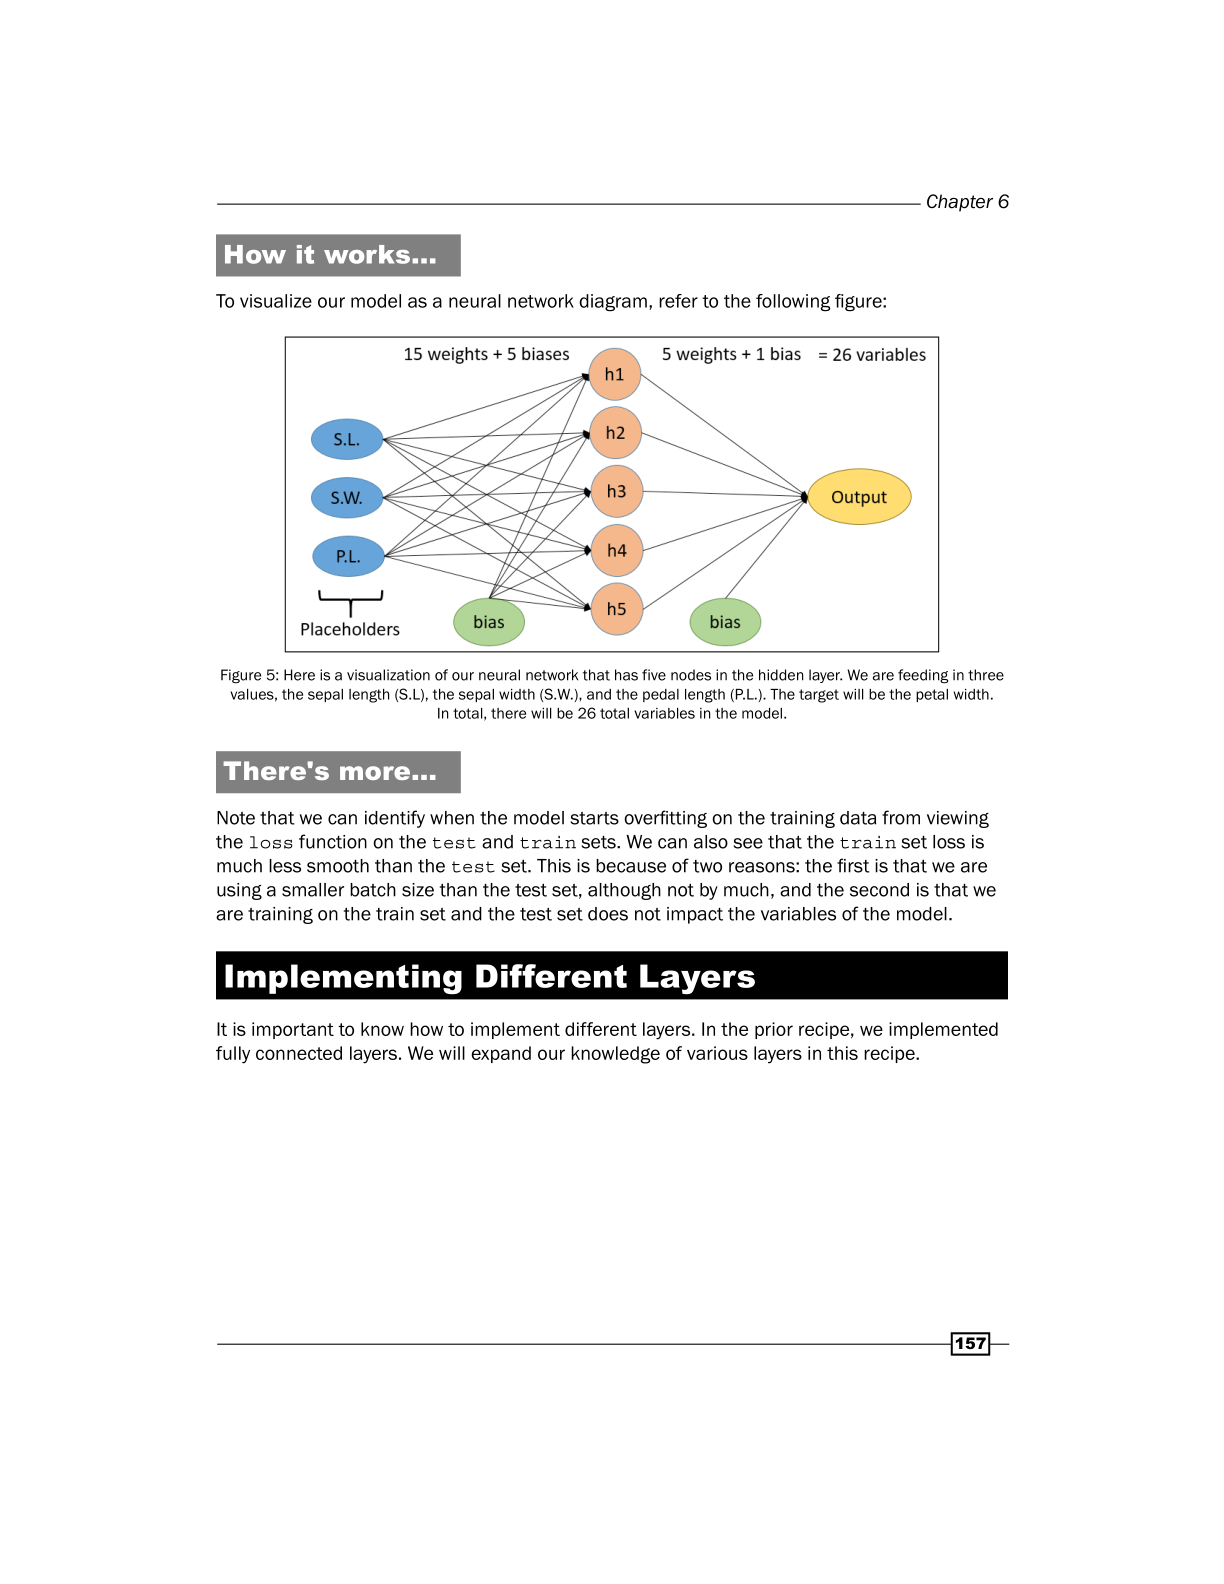 Chapter 6
How it works…
To visualize our model as a neural network diagram, refer to the following figure:
15 weights + 5 biases
5 weights + 1 bias
= 26 variables
h1
h2
h3
h4
h5
S.L.
S.W.
P.L.
Placeholders
bias
bias
Output
Figure 5: Here is a visualization of our neural network that has five nodes in the hidden layer. We are feeding in three
values, the sepal length (S.L), the sepal width (S.W.), and the pedal length (P.L.). The target will be the petal width.
In total, there will be 26 total variables in the model.
There's more…
Note that we can identify when the model starts overfitting on the training data from viewing
the loss function on the test and train sets. We can also see that the train set loss is
much less smooth than the test set. This is because of two reasons: the first is that we are
using a smaller batch size than the test set, although not by much, and the second is that we
are training on the train set and the test set does not impact the variables of the model.
Implementing Different Layers
It is important to know how to implement different layers. In the prior recipe, we implemented
fully connected layers. We will expand our knowledge of various layers in this recipe.
157